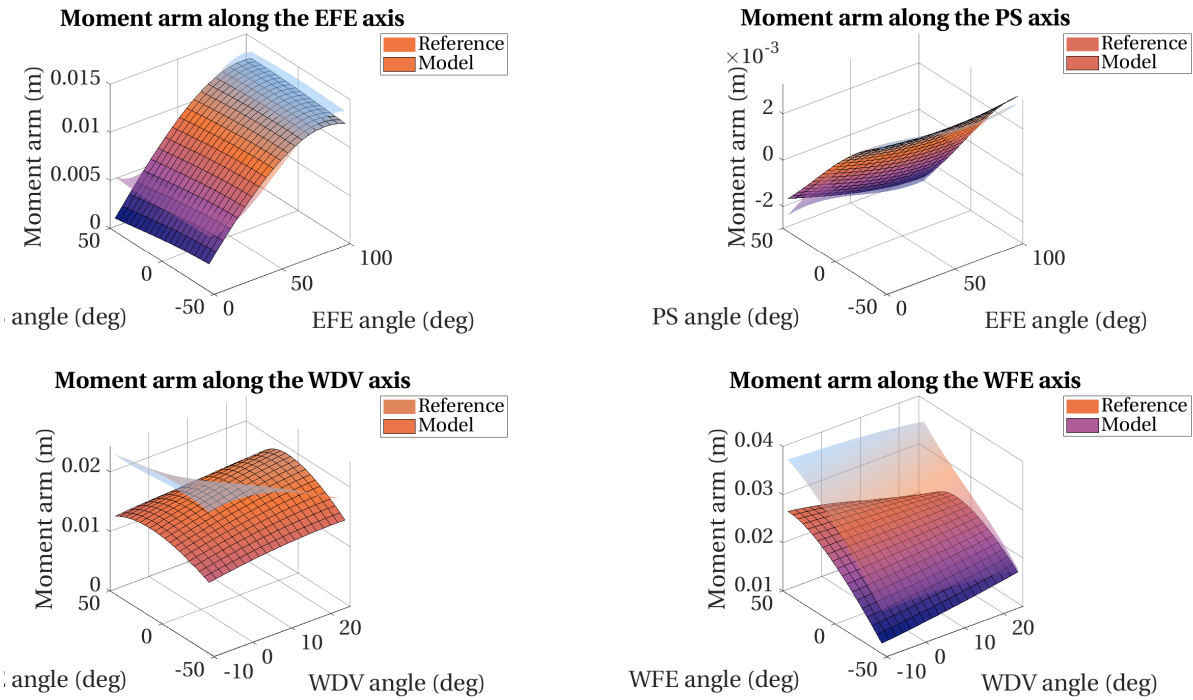 Moment arm along the EFE axis
Reference
Model
Moment arm (m)
0.015
0.01
0.005
0
50
0
-50
0
50
100
angle (deg)
EFE angle (deg)
Moment arm along the PS axis
Reference
Model
×10-3
Moment arm (m)
2
0
-2
50
0
-50
0
50
100
PS angle (deg)
EFE angle (deg)
Moment arm along the WDV axis
Reference
Model
Moment arm (m)
0.02
0.01
0
50
0
-50
-10
0
10
20
angle (deg)
WDV angle (deg)
Moment arm along the WFE axis
Reference
Model
Moment arm (m)
0.04
0.03
0.02
0.01
50
0
-50
-10
0
10
20
WFE angle (deg)
WDV angle (deg)